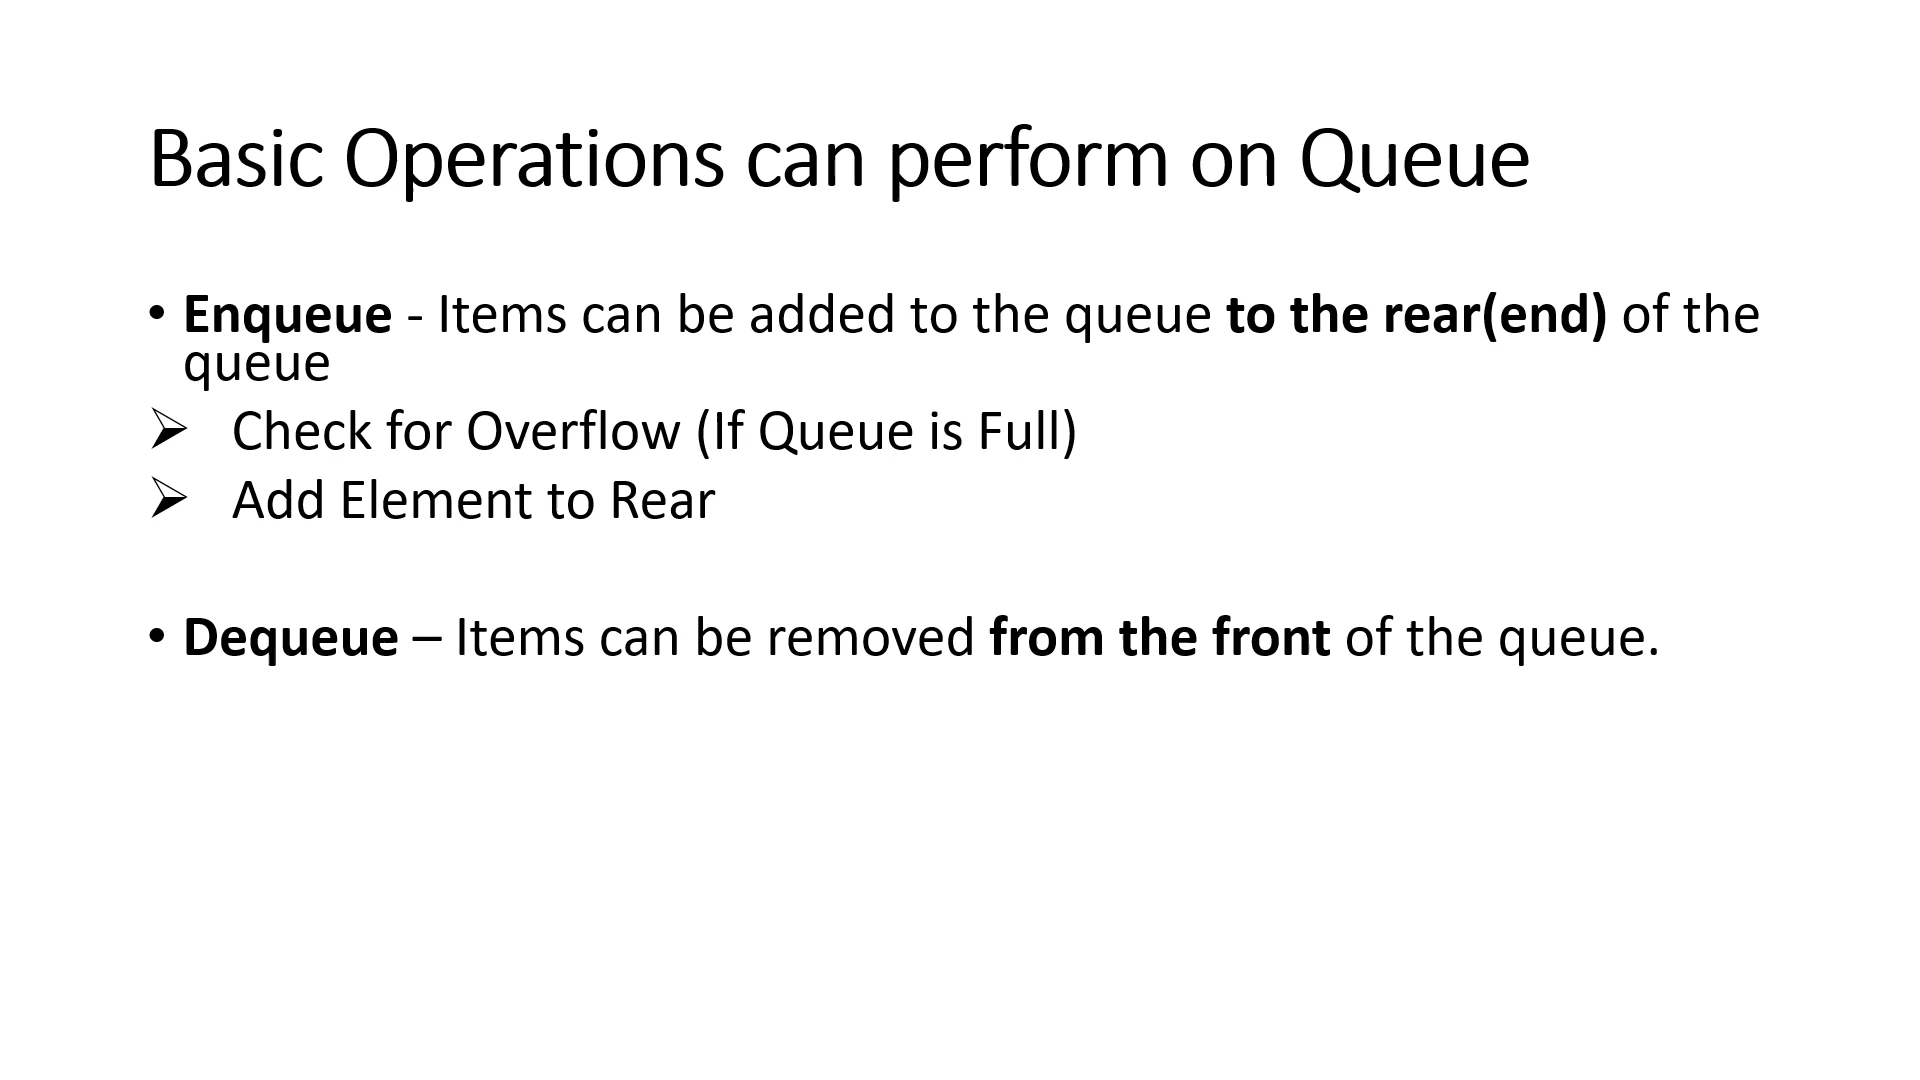 Basic Operations can perform on Queue
• Enqueue - Items can be added to the queue to the rear(end) of the
queue
➢ Check for Overflow (If Queue is Full)
➢ Add Element to Rear
• Dequeue – Items can be removed from the front of the queue.